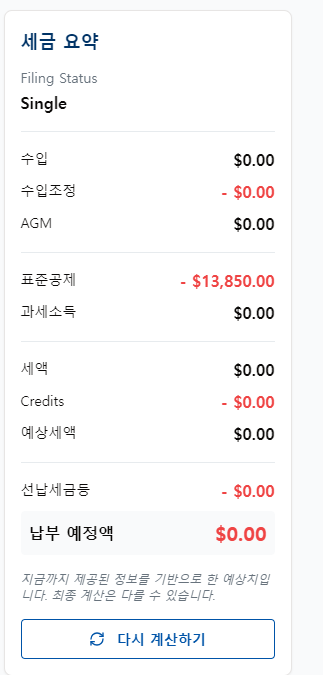 세금 요약
Filing Status
Single
수입 $0.00
수입조정 - $0.00
AGM $0.00
표준공제 - $13,850.00
과세소득 $0.00
세액 $0.00
Credits - $0.00
예상세액 $0.00
선납세금등 - $0.00
납부 예정액 $0.00
지금까지 제공된 정보를 기반으로 한 예상치입
니다. 최종 계산은 다를 수 있습니다.
다시 계산하기